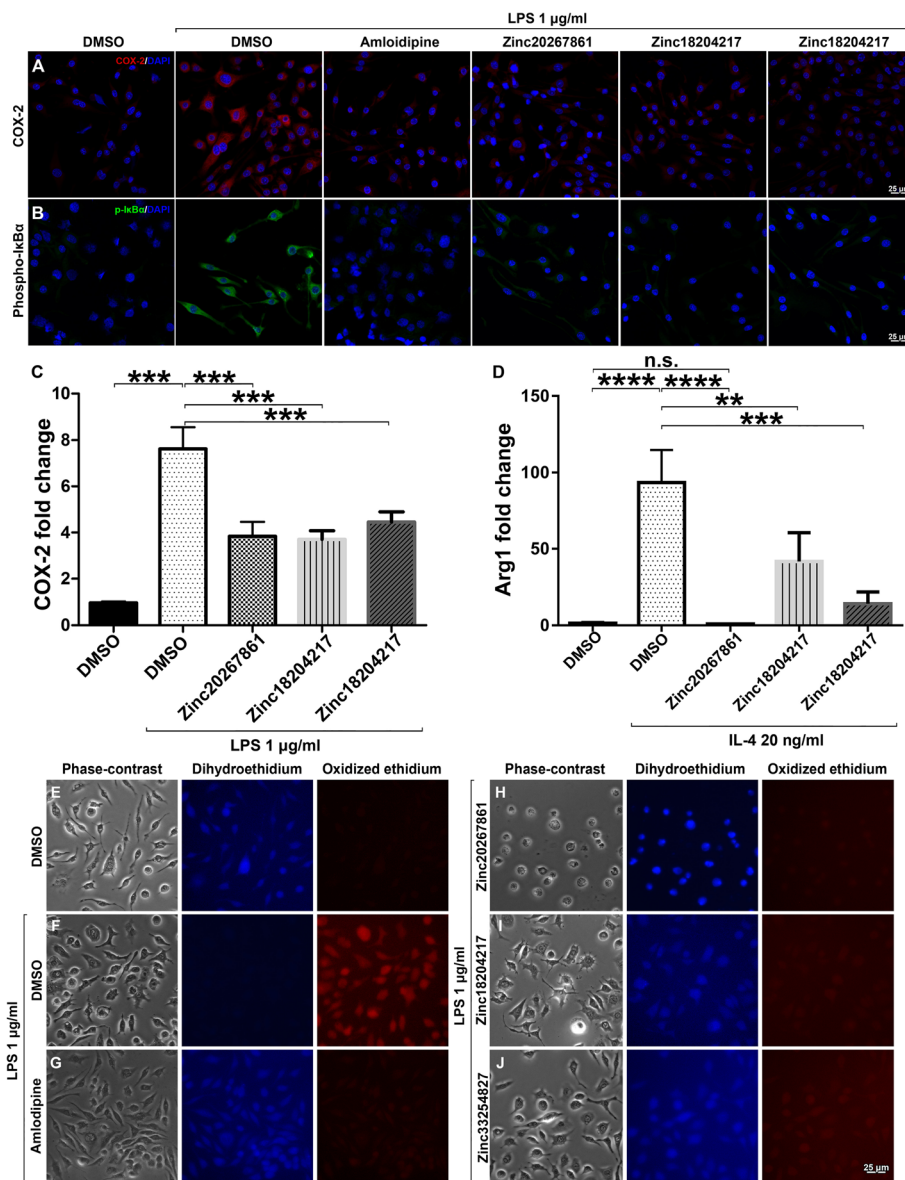 LPS 1 µg/ml
DMSO DMSO Amloidipine Zinc20267861 Zinc18204217 Zinc18204217
A COX-2/DAPI
COX-2
25 µm
B p-IκBα/DAPI
Phospho-IκBα
25 µm
C
*** ***
***
***
COX-2 fold change
10
8
6
4
2
0
DMSO
DMSO
Zinc20267861
Zinc18204217
Zinc18204217
LPS 1 µg/ml
D
n.s.
**** ****
**
***
Arg1 fold change
150
100
50
0
DMSO
DMSO
Zinc20267861
Zinc18204217
Zinc18204217
IL-4 20 ng/ml
Phase-contrast Dihydroethidium Oxidized ethidium
E
DMSO
F
DMSO
G
Amlodipine
LPS 1 µg/ml
Phase-contrast Dihydroethidium Oxidized ethidium
H
Zinc20267861
I
Zinc18204217
J
Zinc33254827
LPS 1 µg/ml
25 µm